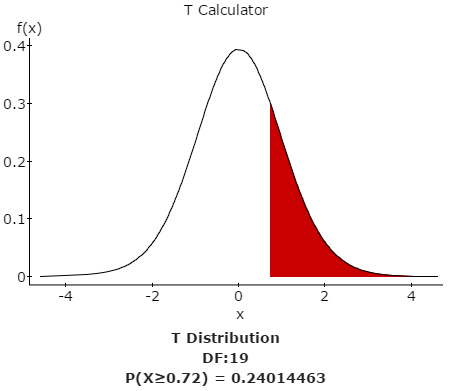 T Calculator
f(x)
0.4
0.3
0.2
0.1
0
-4 -2 0 2 4
x
T Distribution
DF:19
P(X≥0.72) = 0.24014463